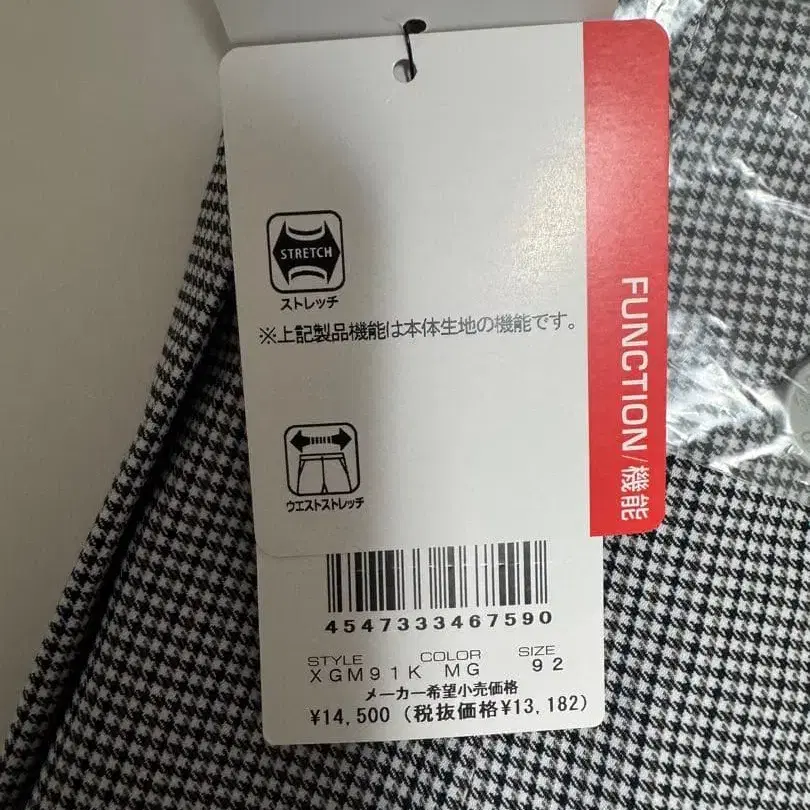 STRETCH
ストレッチ
※上記製品機能は本体生地の機能です。
ウエストストレッチ
FUNCTION/機能
4547333467590
STYLE COLOR SIZE
XGM91K MG 92
メーカー希望小売価格
¥14,500(税抜価格¥13,182)